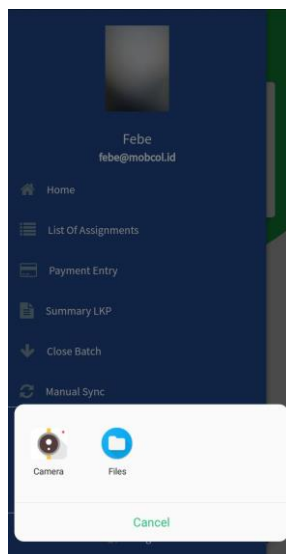 Febe
febe@mobcol.id
Home
List Of Assignments
Payment Entry
Summary LKP
Close Batch
Manual Sync
Camera Files
Cancel